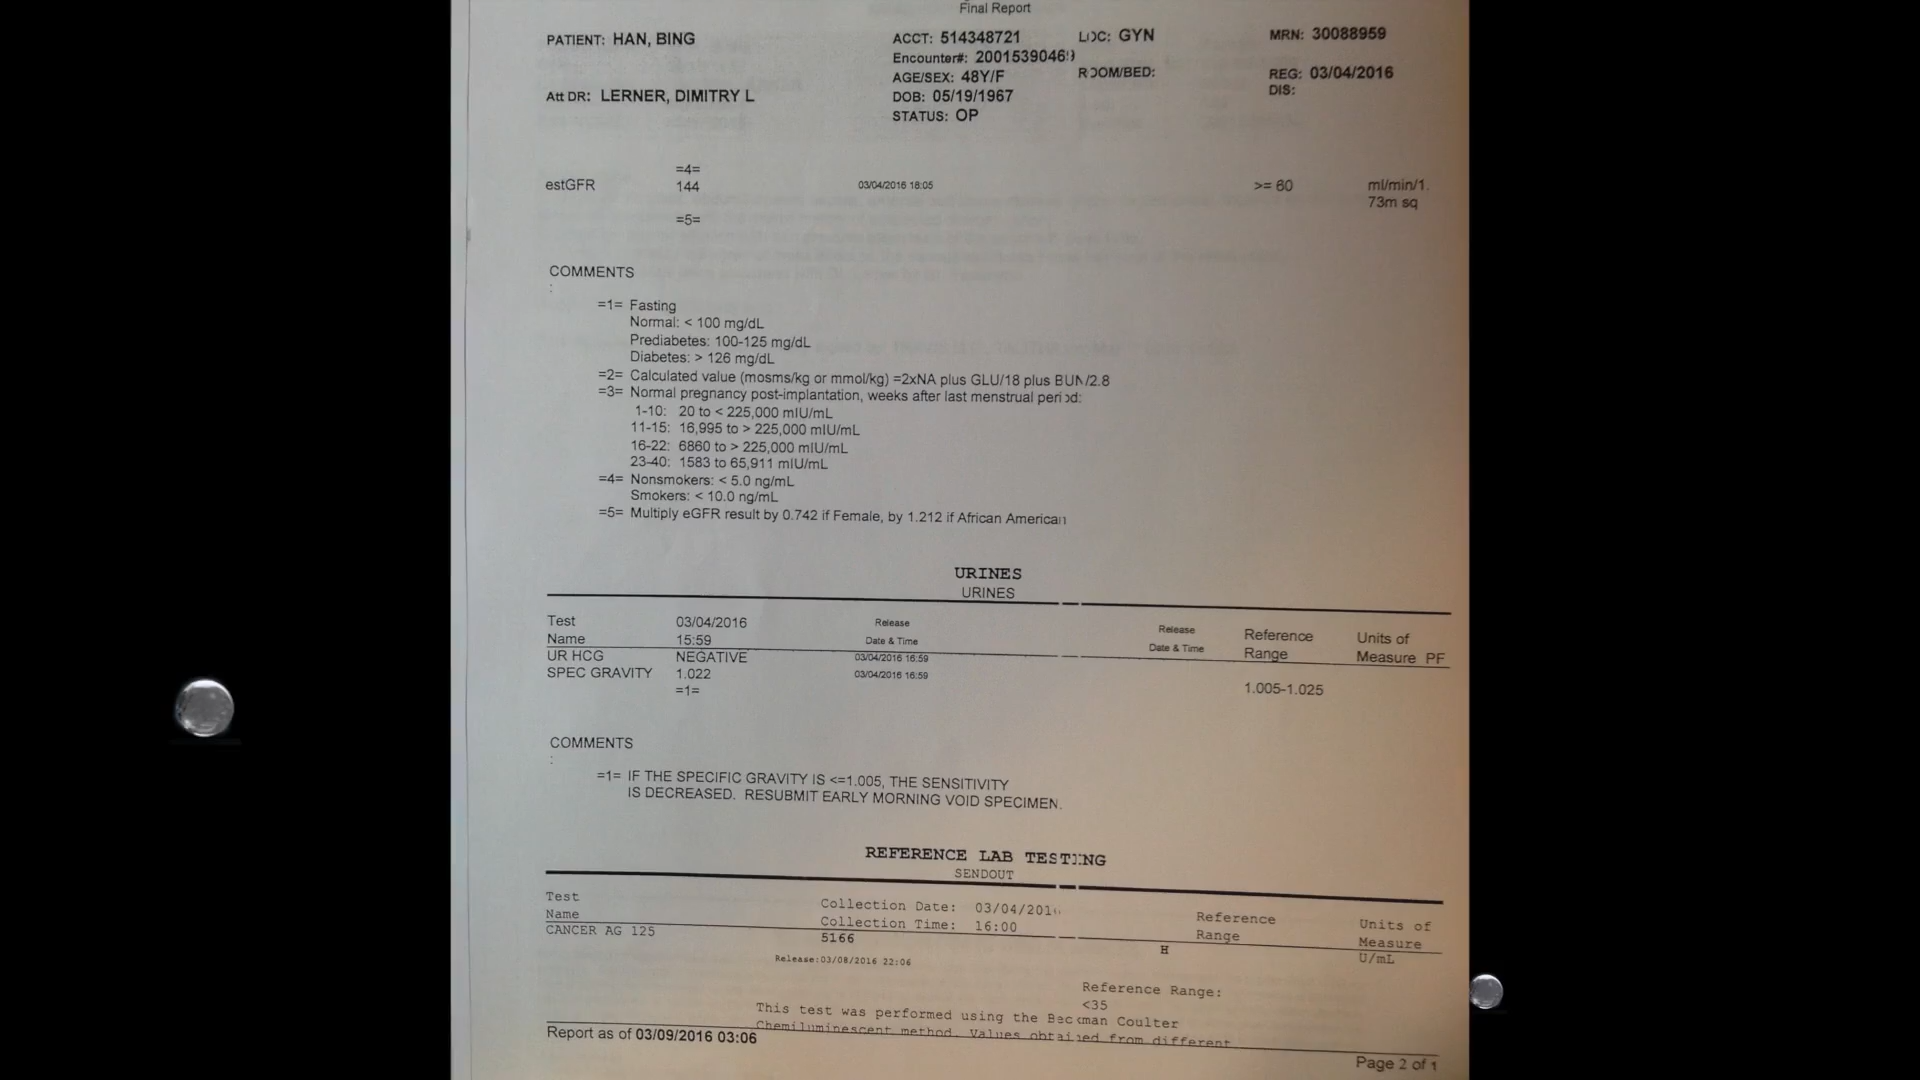 Final Report
PATIENT: HAN, BING
ACCT: 514348721
LOC: GYN
MRN: 30088959
Encounter#: 20015390469
AGE/SEX: 48Y/F
ROOM/BED:
REG: 03/04/2016
Att DR: LERNER, DIMITRY L
DOB: 05/19/1967
DIS:
STATUS: OP
=4=
estGFR 144 03/04/2016 18:05 >= 60 ml/min/1.
73m sq
=5=
COMMENTS
:
=1= Fasting
Normal: < 100 mg/dL
Prediabetes: 100-125 mg/dL
Diabetes: > 126 mg/dL
=2= Calculated value (mosms/kg or mmol/kg) =2xNA plus GLU/18 plus BUN/2.8
=3= Normal pregnancy post-implantation, weeks after last menstrual period:
1-10: 20 to < 225,000 mIU/mL
11-15: 16,995 to > 225,000 mIU/mL
16-22: 6860 to > 225,000 mIU/mL
23-40: 1583 to 65,911 mIU/mL
=4= Nonsmokers: < 5.0 ng/mL
Smokers: < 10.0 ng/mL
=5= Multiply eGFR result by 0.742 if Female, by 1.212 if African American
URINES
URINES
Test 03/04/2016 Release Release Reference Units of
Name 15:59 Date & Time Date & Time Range Measure PF
UR HCG NEGATIVE 03/04/2016 16:59
SPEC GRAVITY 1.022 03/04/2016 16:59
=1= 1.005-1.025
COMMENTS
:
=1= IF THE SPECIFIC GRAVITY IS <=1.005, THE SENSITIVITY
IS DECREASED. RESUBMIT EARLY MORNING VOID SPECIMEN.
REFERENCE LAB TESTING
SENDOUT
Test Collection Date: 03/04/2016 Reference Units of
Name Collection Time: 16:00 Range Measure
CANCER AG 125 5166 H U/mL
Release:03/08/2016 22:06
Reference Range:
<35
This test was performed using the Beckman Coulter
Chemiluminescent method. Values obtained from different
Report as of 03/09/2016 03:06
Page 2 of 1